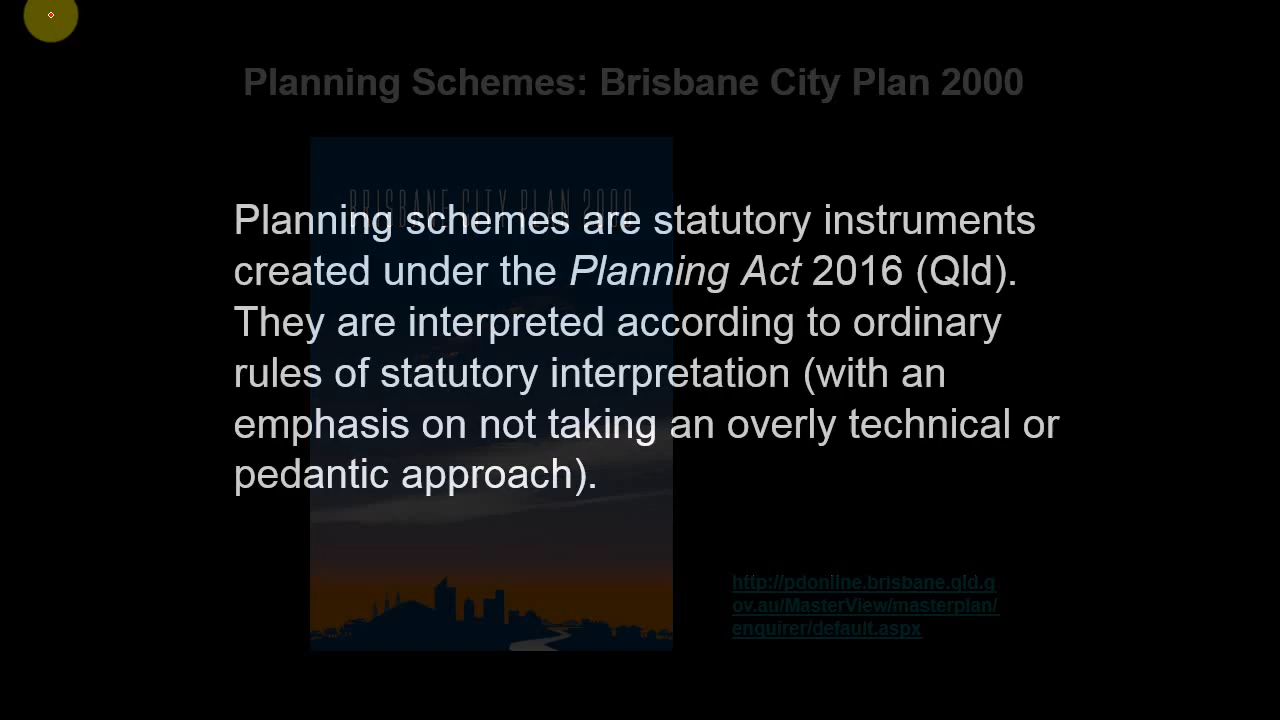 Planning Schemes: Brisbane City Plan 2000
BRISBANE CITY PLAN 2000
Planning schemes are statutory instruments
created under the Planning Act 2016 (Qld).
They are interpreted according to ordinary
rules of statutory interpretation (with an
emphasis on not taking an overly technical or
pedantic approach).
http://pdonline.brisbane.qld.g
ov.au/MasterView/masterplan/
enquirer/default.aspx